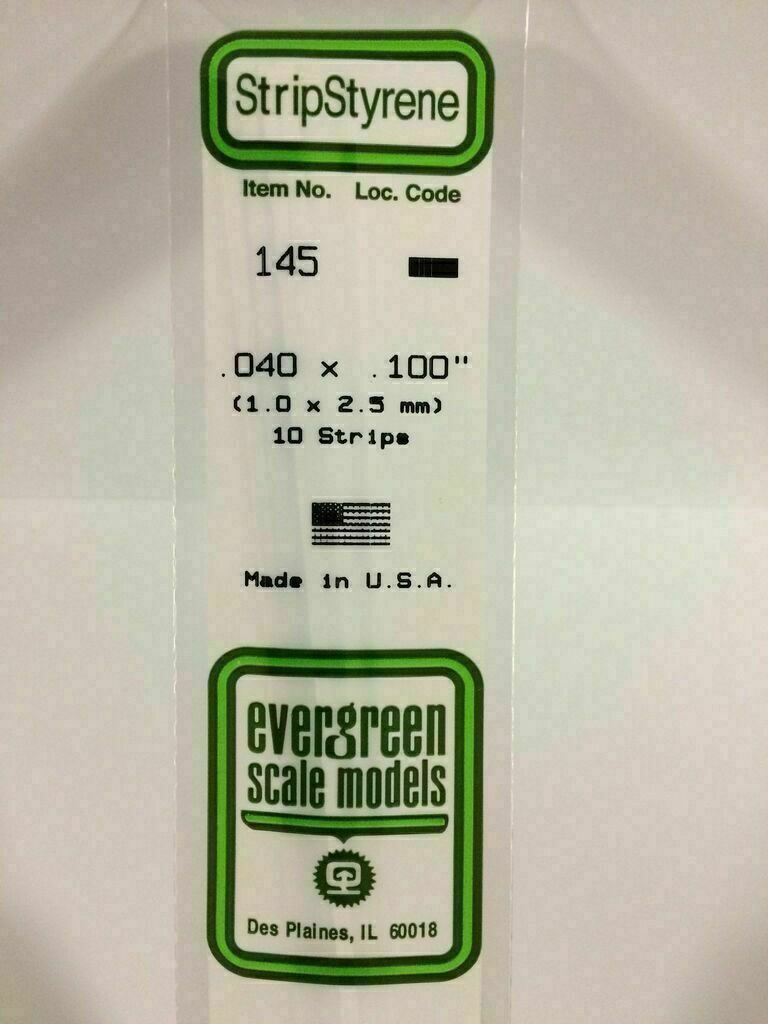 StripStyrene
Item No. Loc. Code
145
.040 x .100"
(1.0 x 2.5 mm)
10 Strips
Made in U.S.A.
evergreen
scale models
Des Plaines, IL 60018